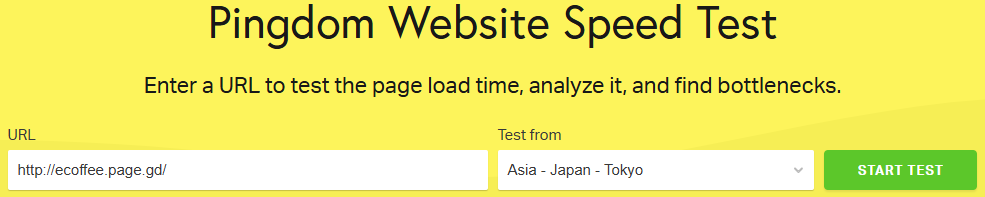 Pingdom Website Speed Test
Enter a URL to test the page load time, analyze it, and find bottlenecks.
URL
Test from
http://ecoffee.page.gd/
Asia - Japan - Tokyo
START TEST